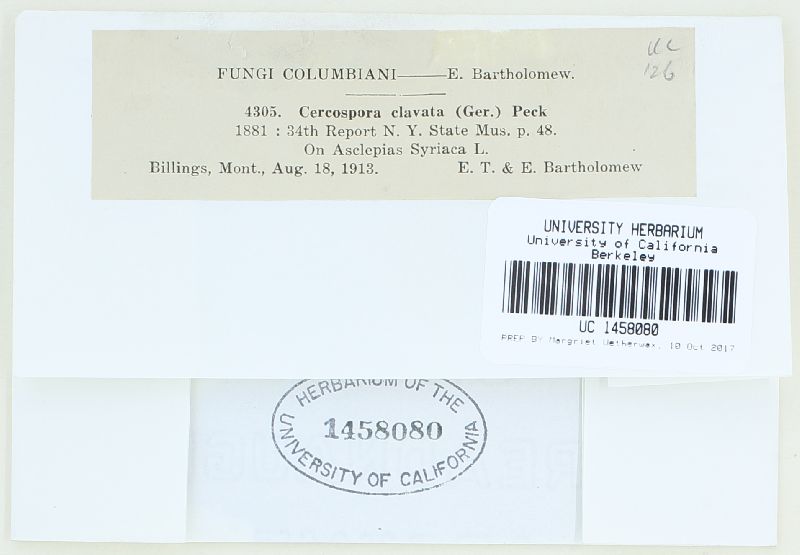 UC
126
FUNGI COLUMBIANI——E. Bartholomew.
4305. Cercospora clavata (Ger.) Peck
1881 : 34th Report N. Y. State Mus. p. 48.
On Asclepias Syriaca L.
Billings, Mont., Aug. 18, 1913. E. T. & E. Bartholomew
UNIVERSITY HERBARIUM
University of California
Berkeley
UC 1458080
PREP BY Margriet Wetherwax, 10 Oct 2017
HERBARIUM OF THE
1458080
UNIVERSITY OF CALIFORNIA